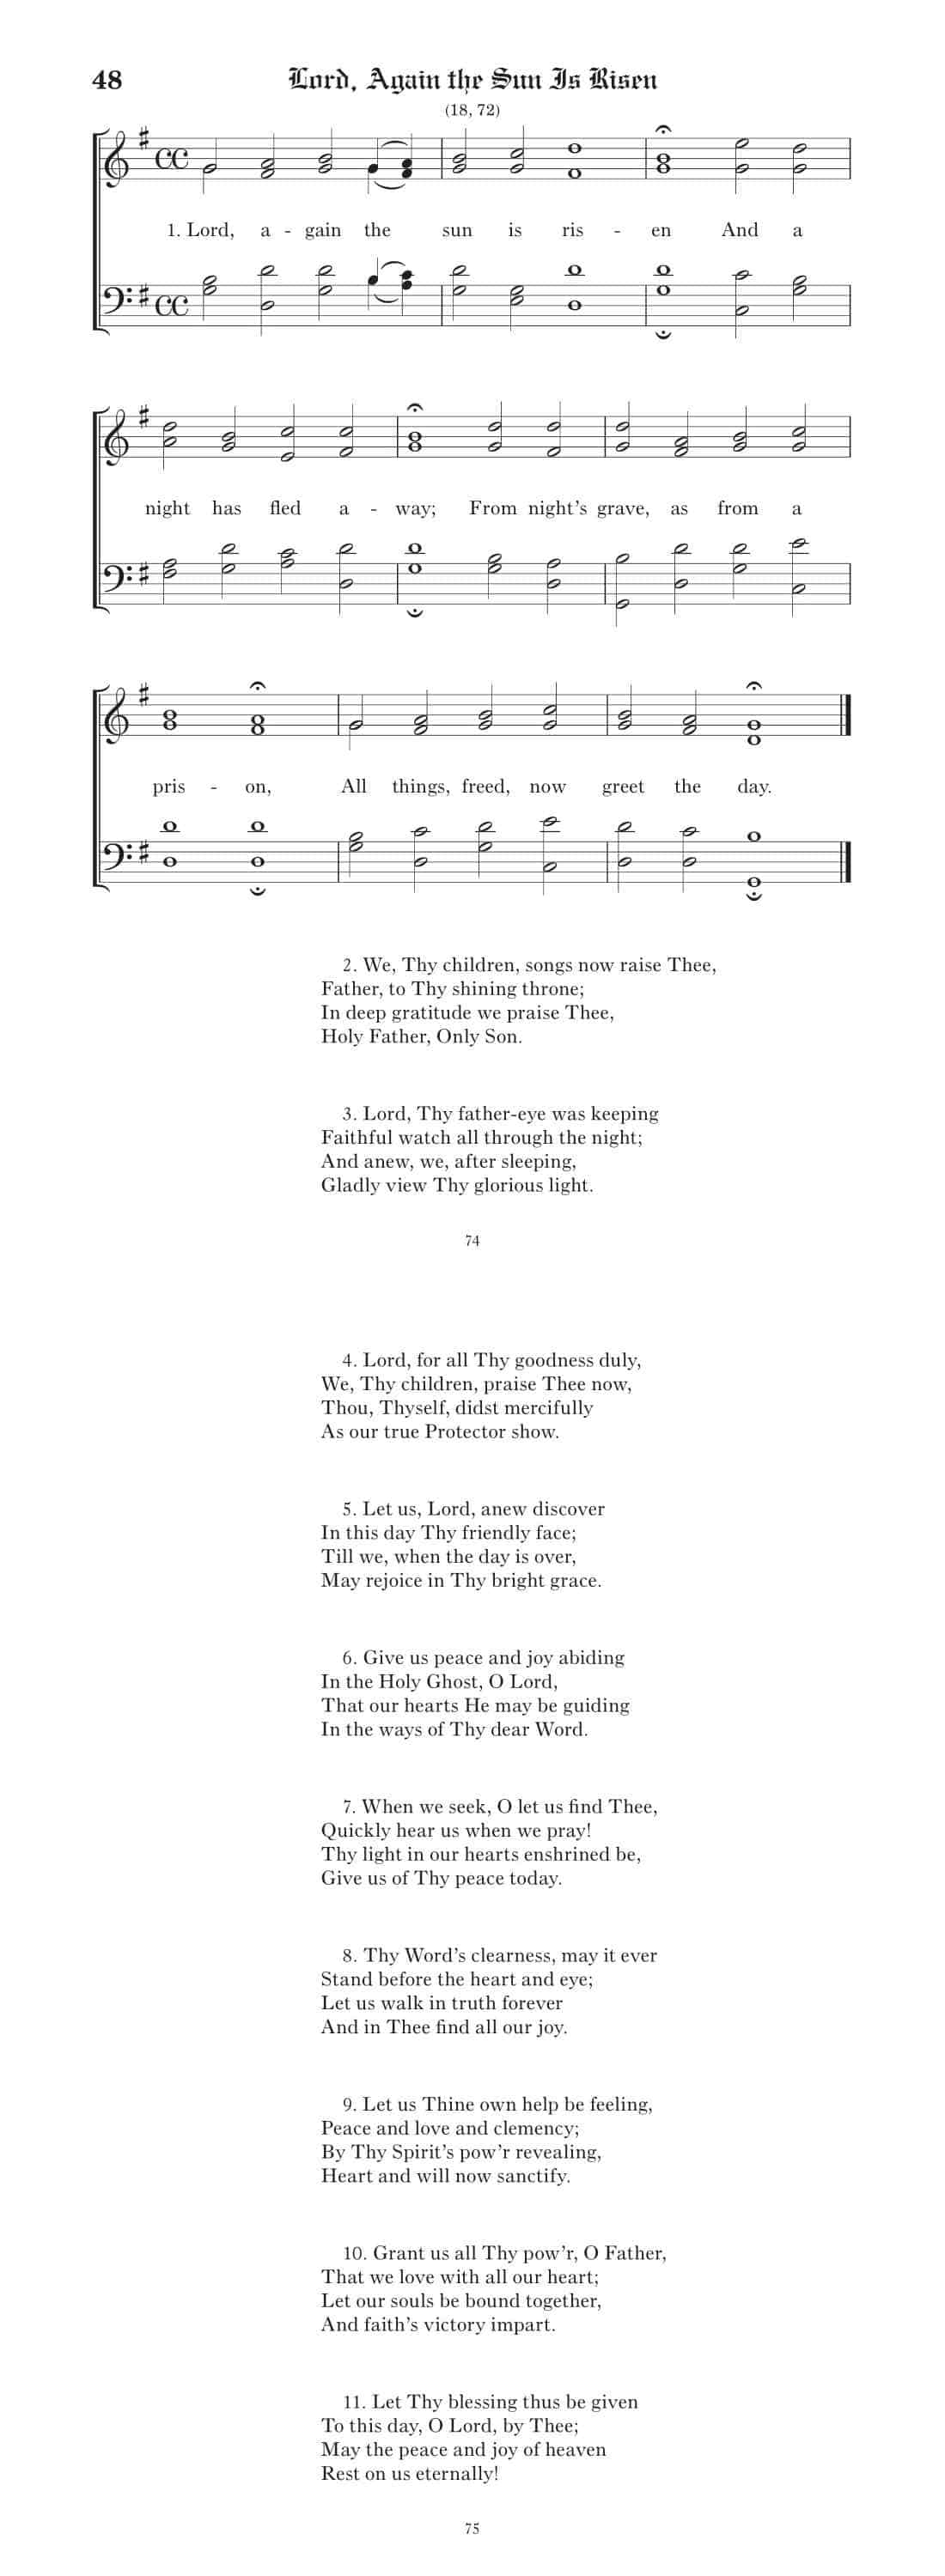 48 Lord, Again the Sun Is Risen
(18, 72)
1. Lord, a - gain the sun is ris - en And a
night has fled a - way; From night’s grave, as from a
pris - on, All things, freed, now greet the day.
2. We, Thy children, songs now raise Thee,
Father, to Thy shining throne;
In deep gratitude we praise Thee,
Holy Father, Only Son.
3. Lord, Thy father-eye was keeping
Faithful watch all through the night;
And anew, we, after sleeping,
Gladly view Thy glorious light.
74
4. Lord, for all Thy goodness duly,
We, Thy children, praise Thee now,
Thou, Thyself, didst mercifully
As our true Protector show.
5. Let us, Lord, anew discover
In this day Thy friendly face;
Till we, when the day is over,
May rejoice in Thy bright grace.
6. Give us peace and joy abiding
In the Holy Ghost, O Lord,
That our hearts He may be guiding
In the ways of Thy dear Word.
7. When we seek, O let us find Thee,
Quickly hear us when we pray!
Thy light in our hearts enshrined be,
Give us of Thy peace today.
8. Thy Word’s clearness, may it ever
Stand before the heart and eye;
Let us walk in truth forever
And in Thee find all our joy.
9. Let us Thine own help be feeling,
Peace and love and clemency;
By Thy Spirit’s pow’r revealing,
Heart and will now sanctify.
10. Grant us all Thy pow’r, O Father,
That we love with all our heart;
Let our souls be bound together,
And faith’s victory impart.
11. Let Thy blessing thus be given
To this day, O Lord, by Thee;
May the peace and joy of heaven
Rest on us eternally!
75